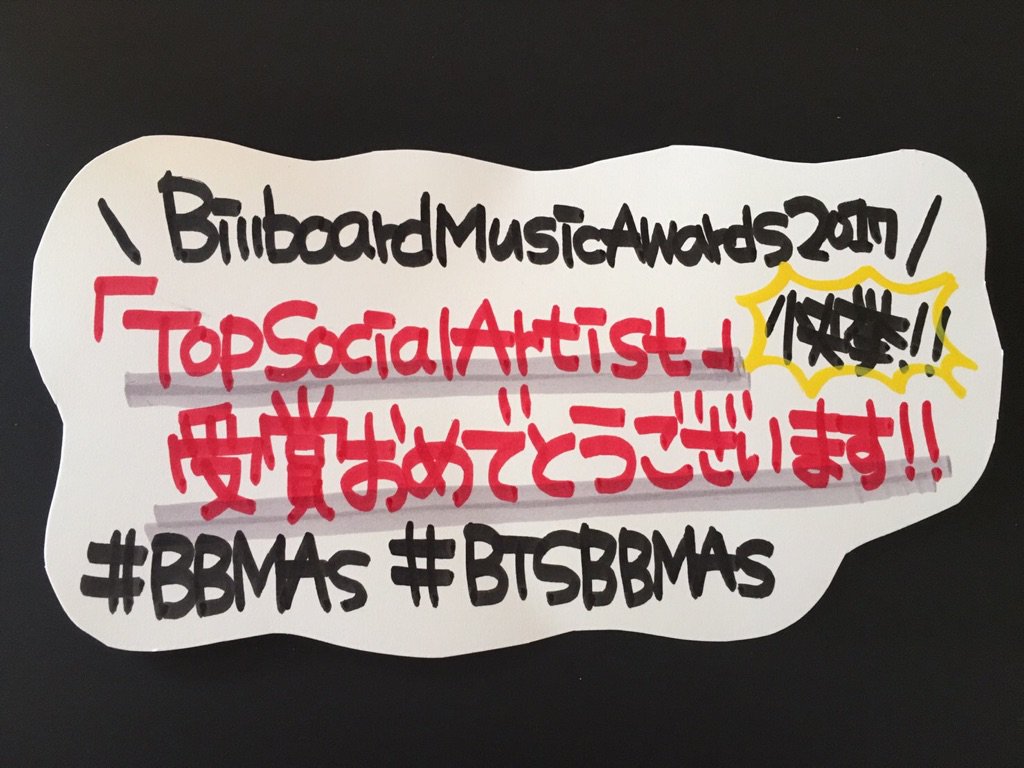 \ BillboardMusicAwards2017 /
「TopSocialArtist」 快挙!!
受賞おめでとうございます!!
#BBMAs #BTSBBMAs